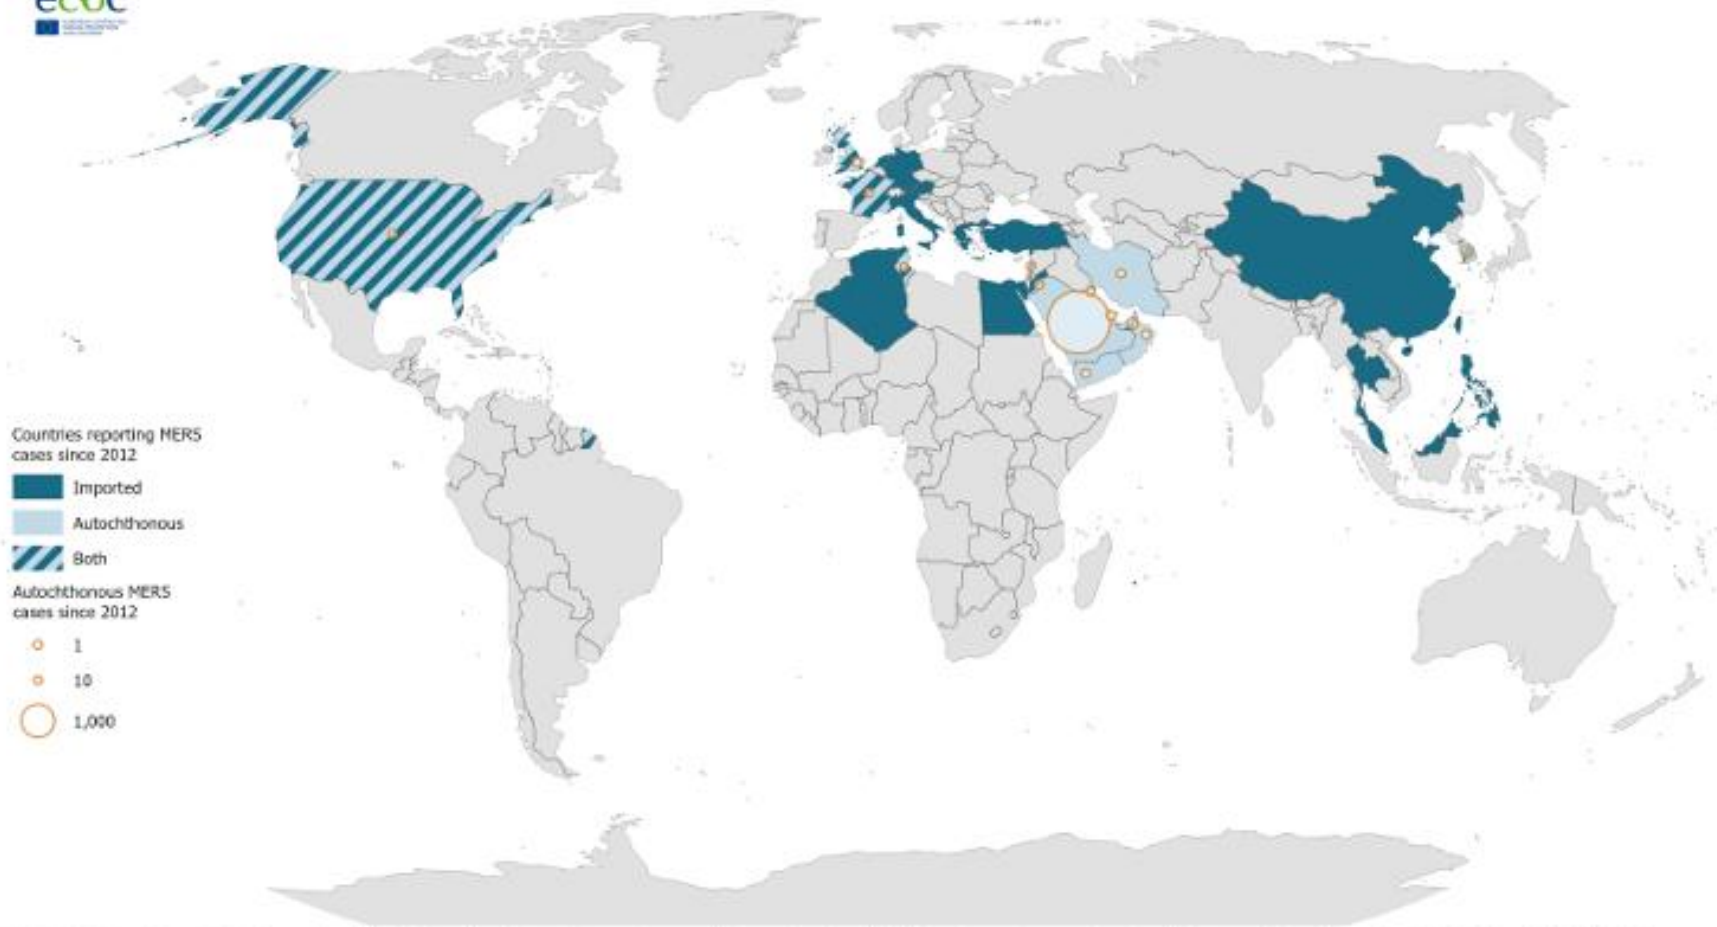 ecdc
Countries reporting MERS
cases since 2012
Imported
Autochthonous
Both
Autochthonous MERS
cases since 2012
1
10
1,000